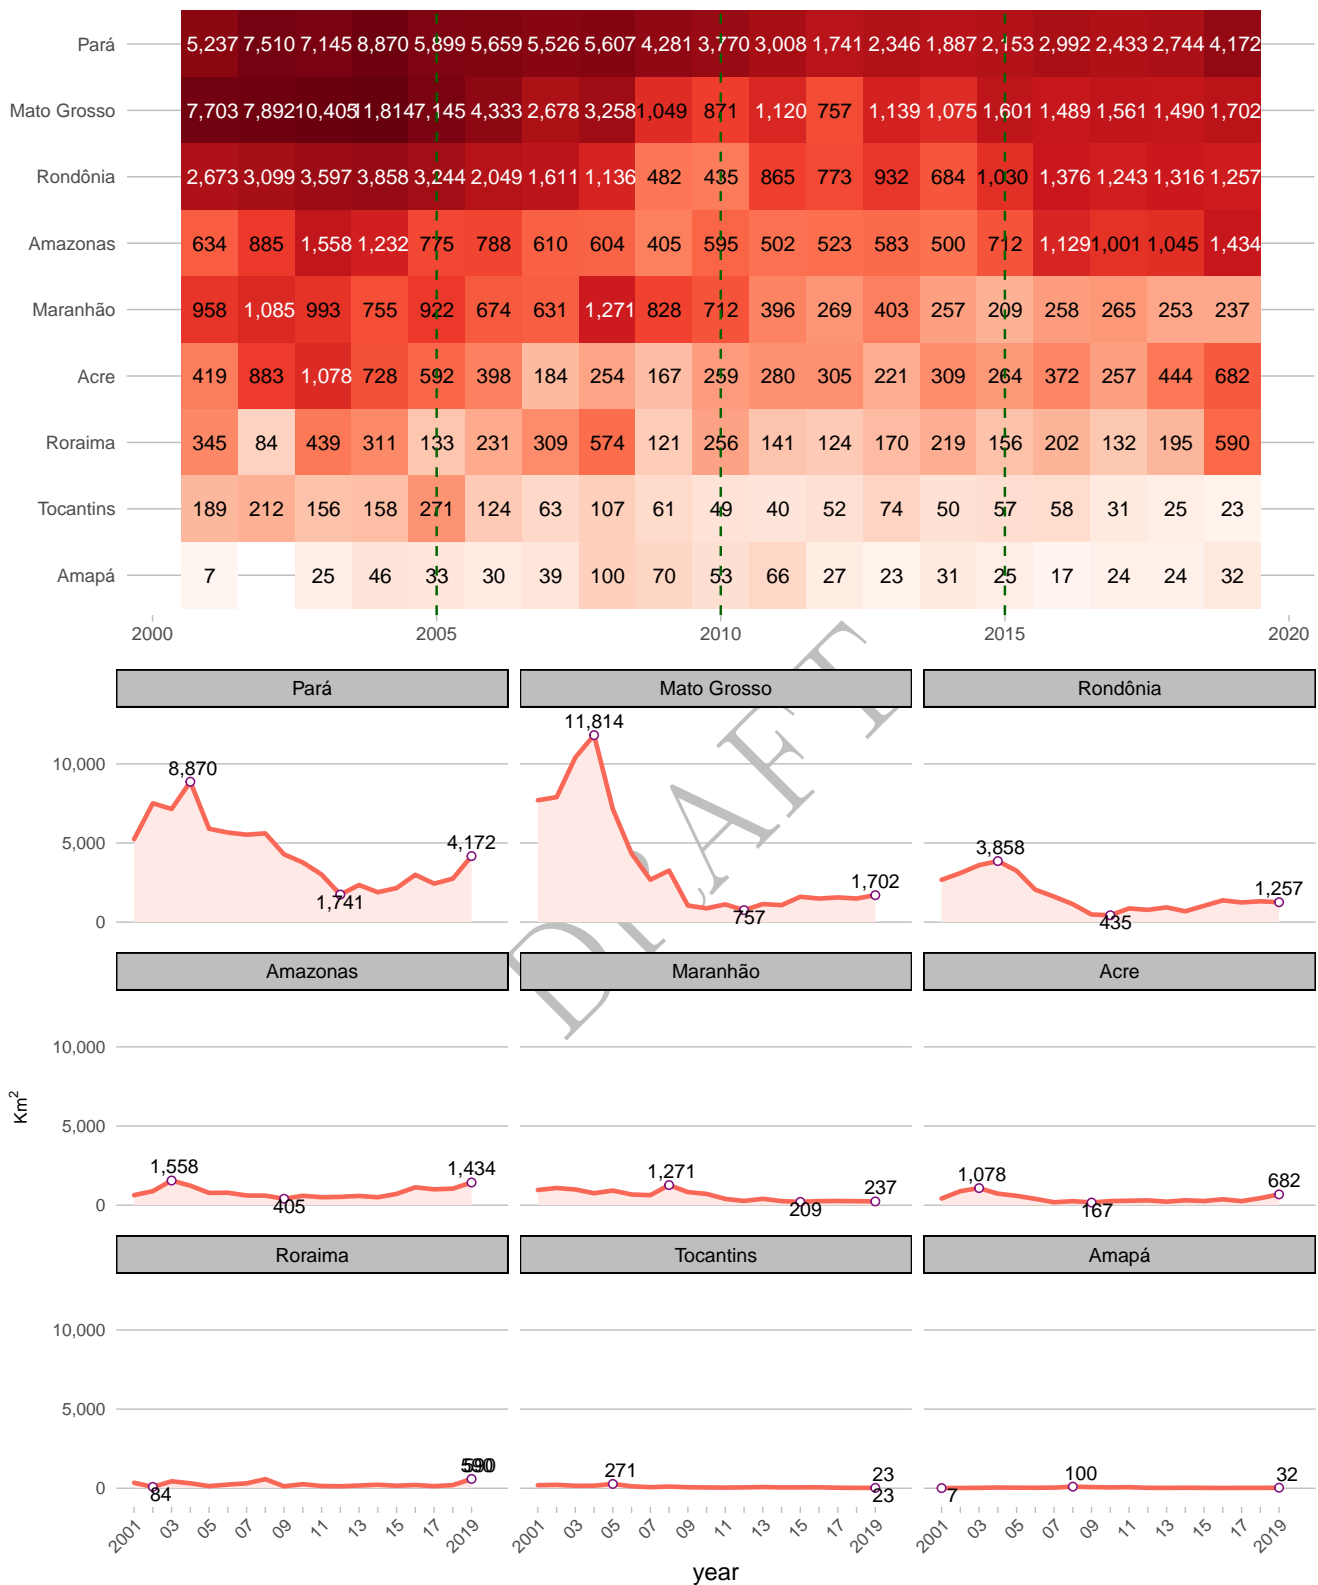 Pará 5,237 7,510 7,145 8,870 5,899 5,659 5,526 5,607 4,281 3,770 3,008 1,741 2,346 1,887 2,153 2,992 2,433 2,744 4,172
Mato Grosso 7,703 7,892 10,405 11,814 7,145 4,333 2,678 3,258 1,049 871 1,120 757 1,139 1,075 1,601 1,489 1,561 1,490 1,702
Rondônia 2,673 3,099 3,597 3,858 3,244 2,049 1,611 1,136 482 435 865 773 932 684 1,030 1,376 1,243 1,316 1,257
Amazonas 634 885 1,558 1,232 775 788 610 604 405 595 502 523 583 500 712 1,129 1,001 1,045 1,434
Maranhão 958 1,085 993 755 922 674 631 1,271 828 712 396 269 403 257 209 258 265 253 237
Acre 419 883 1,078 728 592 398 184 254 167 259 280 305 221 309 264 372 257 444 682
Roraima 345 84 439 311 133 231 309 574 121 256 141 124 170 219 156 202 132 195 590
Tocantins 189 212 156 158 271 124 63 107 61 49 40 52 74 50 57 58 31 25 23
Amapá 7 25 46 33 30 39 100 70 53 66 27 23 31 25 17 24 24 32
2000 2005 2010 2015 2020
DRAFT
Pará Mato Grosso Rondônia
11,814
10,000 8,870
5,000 4,172 3,858
1,741 1,702 1,257
757 435
0
Amazonas Maranhão Acre
10,000
Km2
5,000
1,558 1,434 1,271 237 1,078 682
0 405 209 167
Roraima Tocantins Amapá
10,000
5,000
590 590 271 23 100 32
0 84 23 7
2001 03 05 07 09 11 13 15 17 2019 2001 03 05 07 09 11 13 15 17 2019 2001 03 05 07 09 11 13 15 17 2019
year